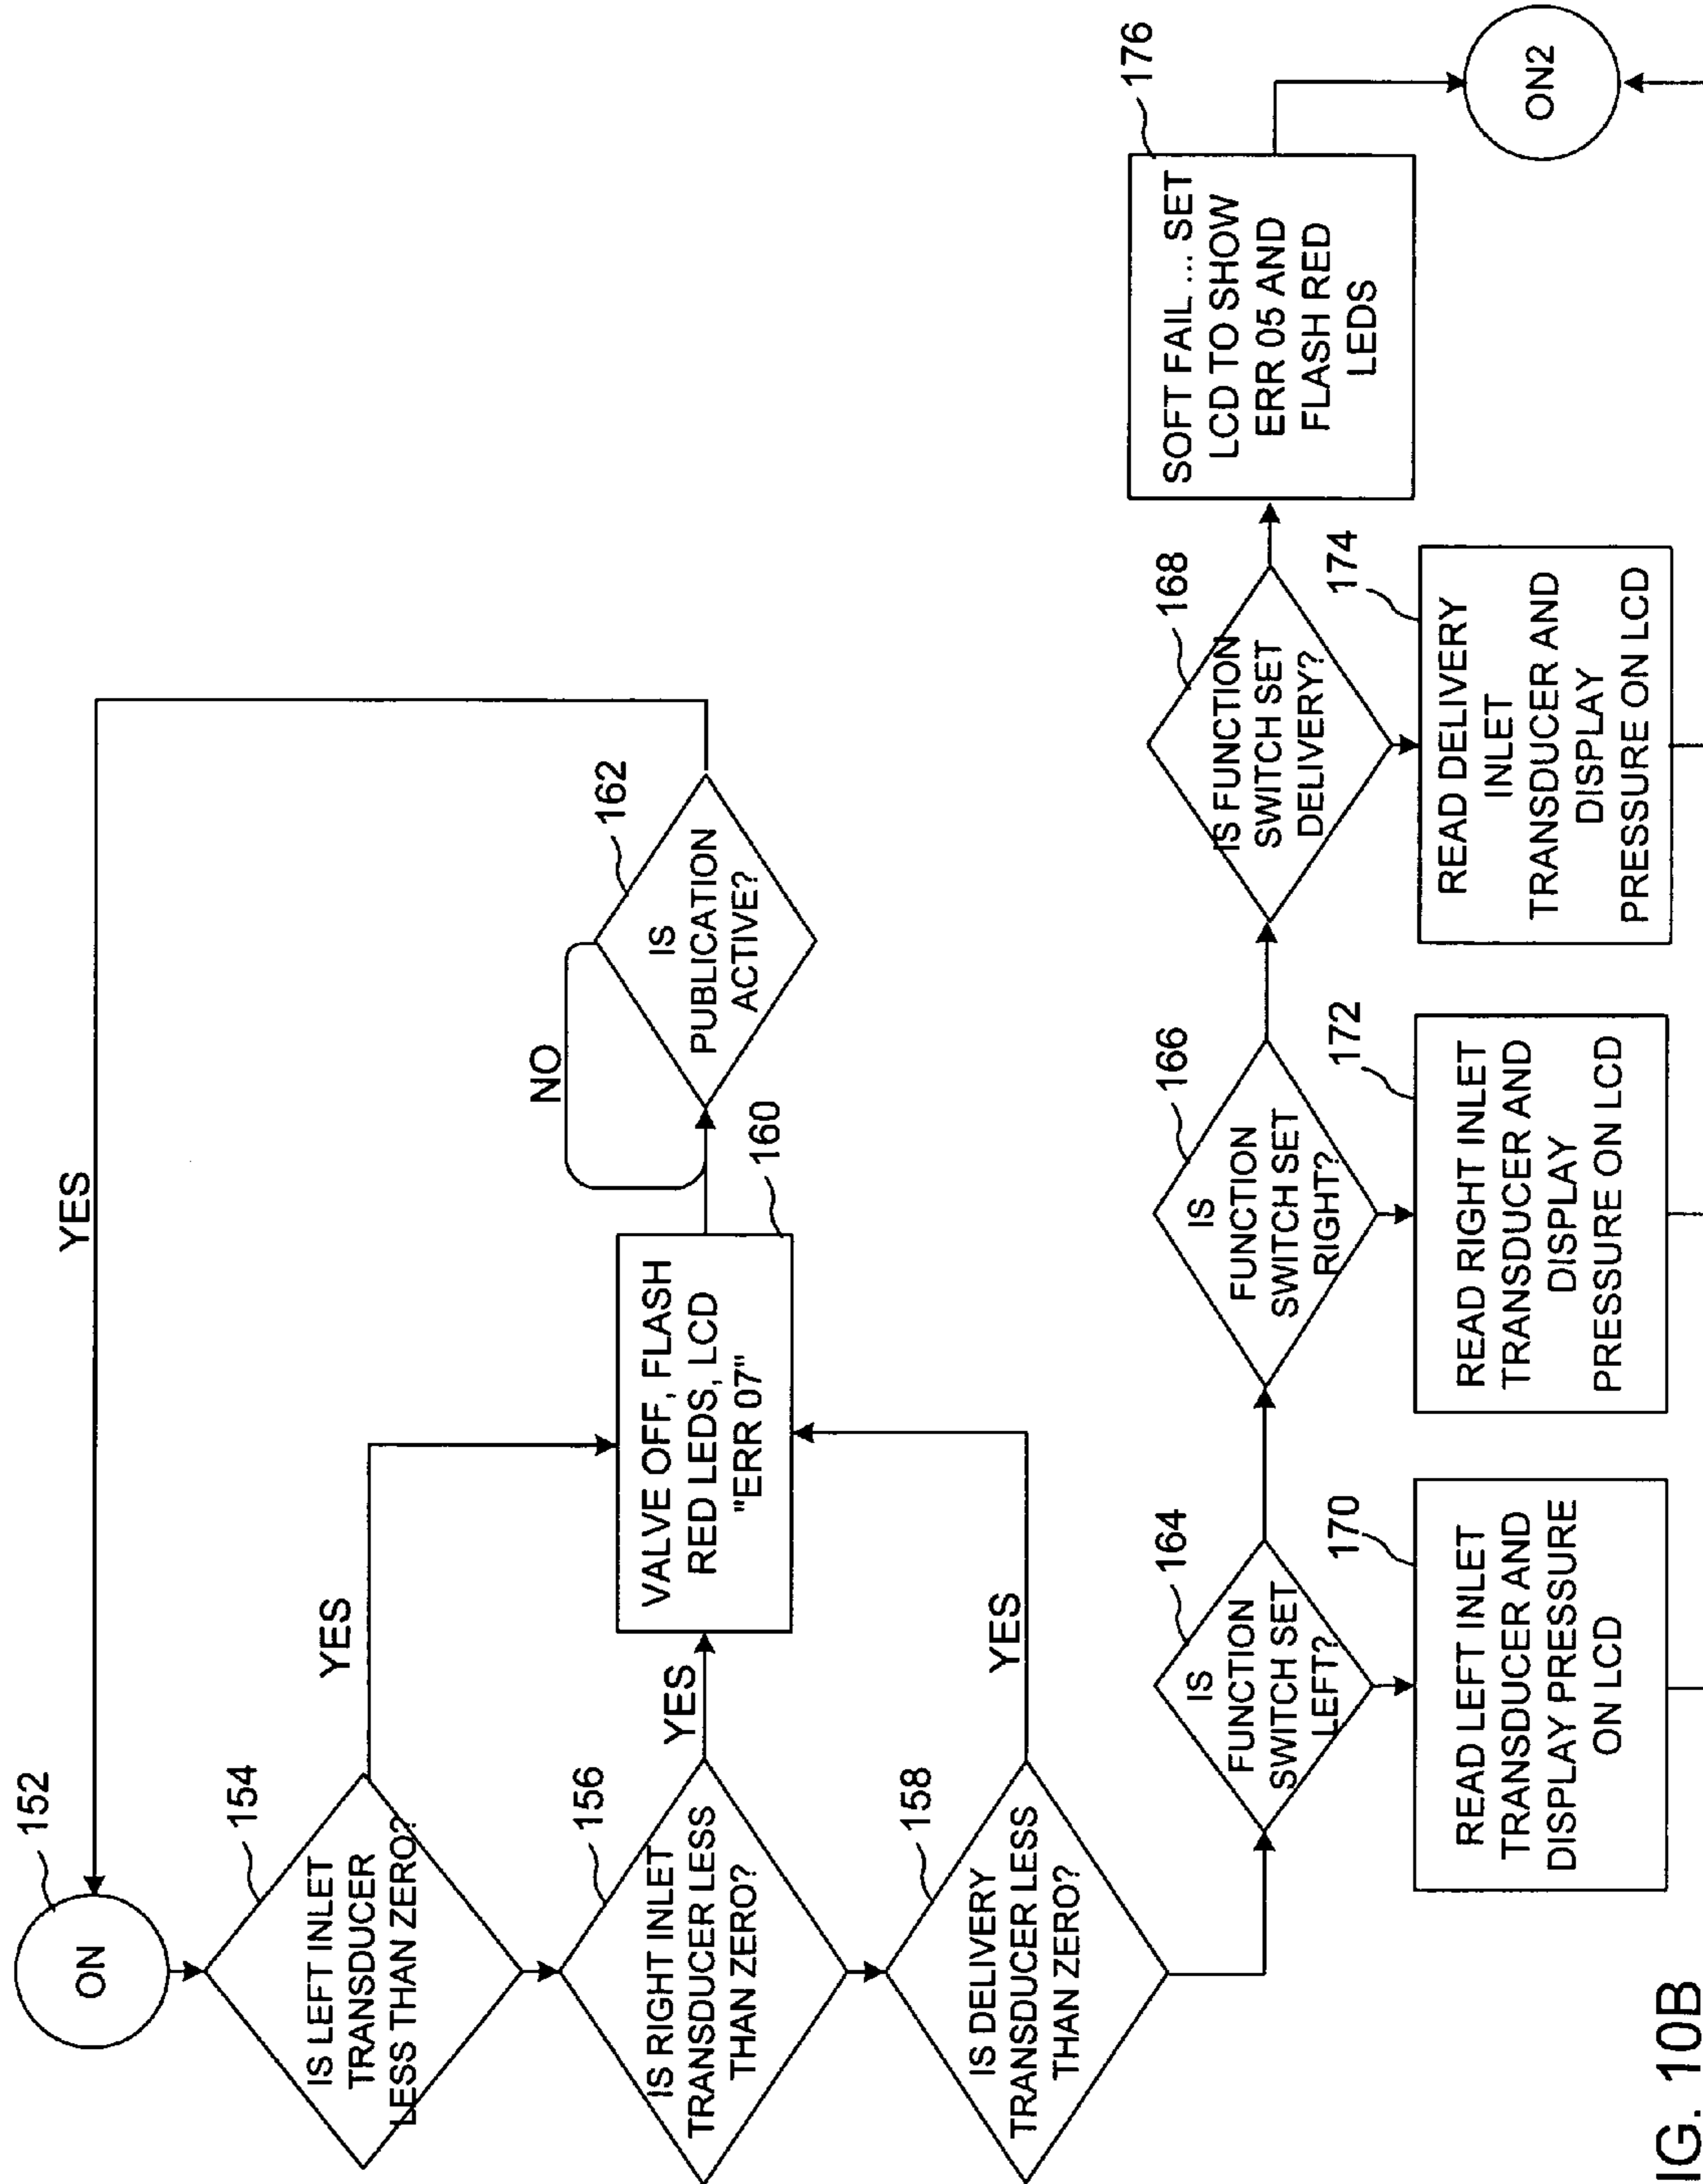 ON
152
YES
IS LEFT INLET
TRANSDUCER
LESS THAN ZERO?
154
YES
IS RIGHT INLET
TRANSDUCER LESS
THAN ZERO?
156
YES
IS DELIVERY
TRANSDUCER LESS
THAN ZERO?
158
YES
VALVE OFF, FLASH
RED LEDS, LCD
"ERR 07"
160
NO
IS
PUBLICATION
ACTIVE?
162
IS
FUNCTION
SWITCH SET
LEFT?
164
IS
FUNCTION
SWITCH SET
RIGHT?
166
IS FUNCTION
SWITCH SET
DELIVERY?
168
SOFT FAIL ... SET
LCD TO SHOW
ERR 05 AND
FLASH RED
LEDS
176
ON2
READ LEFT INLET
TRANSDUCER AND
DISPLAY PRESSURE
ON LCD
170
READ RIGHT INLET
TRANSDUCER AND
DISPLAY
PRESSURE ON LCD
172
READ DELIVERY
INLET
TRANSDUCER AND
DISPLAY
PRESSURE ON LCD
174
IG. 10B